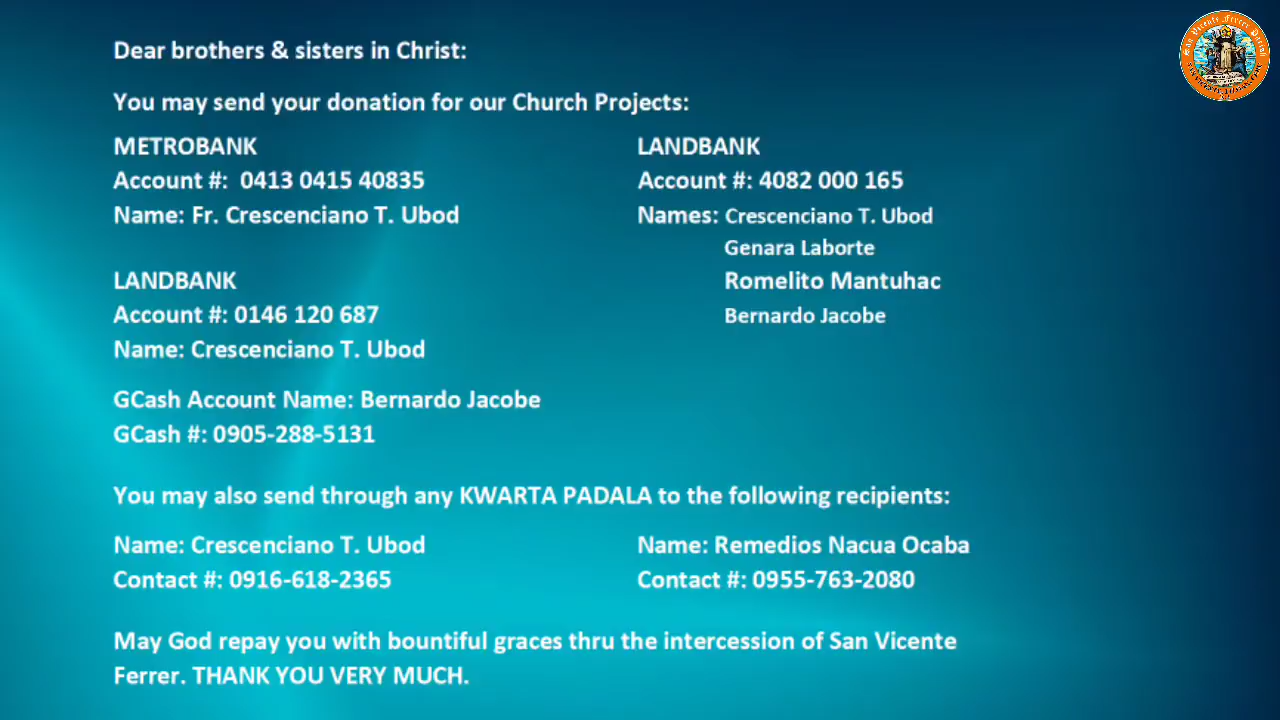 Dear brothers & sisters in Christ:
You may send your donation for our Church Projects:
METROBANK
Account #:  0413 0415 40835
Name: Fr. Crescenciano T. Ubod
LANDBANK
Account #: 4082 000 165
Names: Crescenciano T. Ubod
Genara Laborte
Romelito Mantuhac
Bernardo Jacobe
LANDBANK
Account #: 0146 120 687
Name: Crescenciano T. Ubod
GCash Account Name: Bernardo Jacobe
GCash #: 0905-288-5131
You may also send through any KWARTA PADALA to the following recipients:
Name: Crescenciano T. Ubod
Contact #: 0916-618-2365
Name: Remedios Nacua Ocaba
Contact #: 0955-763-2080
May God repay you with bountiful graces thru the intercession of San Vicente
Ferrer. THANK YOU VERY MUCH.
San Vicente Ferrer